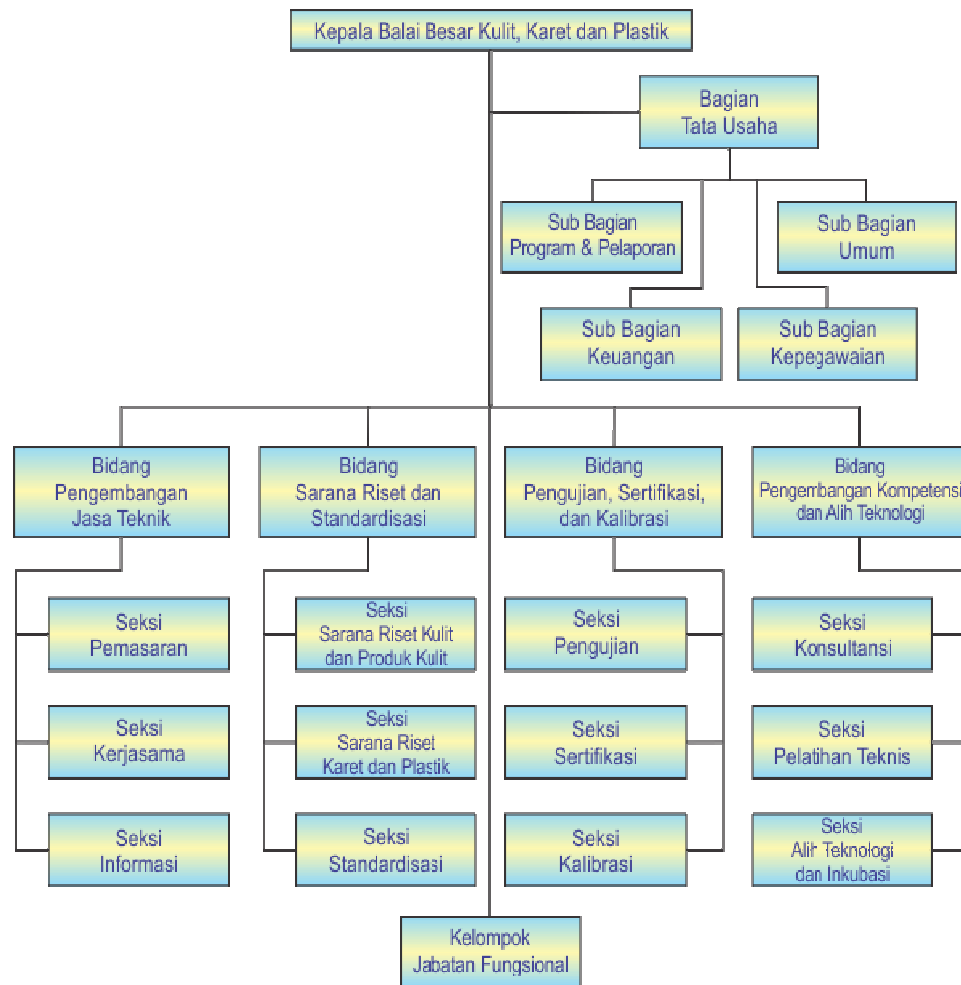 Kepala Balai Besar Kulit, Karet dan Plastik
Bagian
Tata Usaha
Sub Bagian
Program & Pelaporan
Sub Bagian
Umum
Sub Bagian
Keuangan
Sub Bagian
Kepegawaian
Bidang
Pengembangan
Jasa Teknik
Bidang
Sarana Riset dan
Standardisasi
Bidang
Pengujian, Sertifikasi,
dan Kalibrasi
Bidang
Pengembangan Kompetensi
dan Alih Teknologi
Seksi
Pemasaran
Seksi
Sarana Riset Kulit
dan Produk Kulit
Seksi
Pengujian
Seksi
Konsultansi
Seksi
Kerjasama
Seksi
Sarana Riset
Karet dan Plastik
Seksi
Sertifikasi
Seksi
Pelatihan Teknis
Seksi
Informasi
Seksi
Standardisasi
Seksi
Kalibrasi
Seksi
Alih Teknologi
dan Inkubasi
Kelompok
Jabatan Fungsional